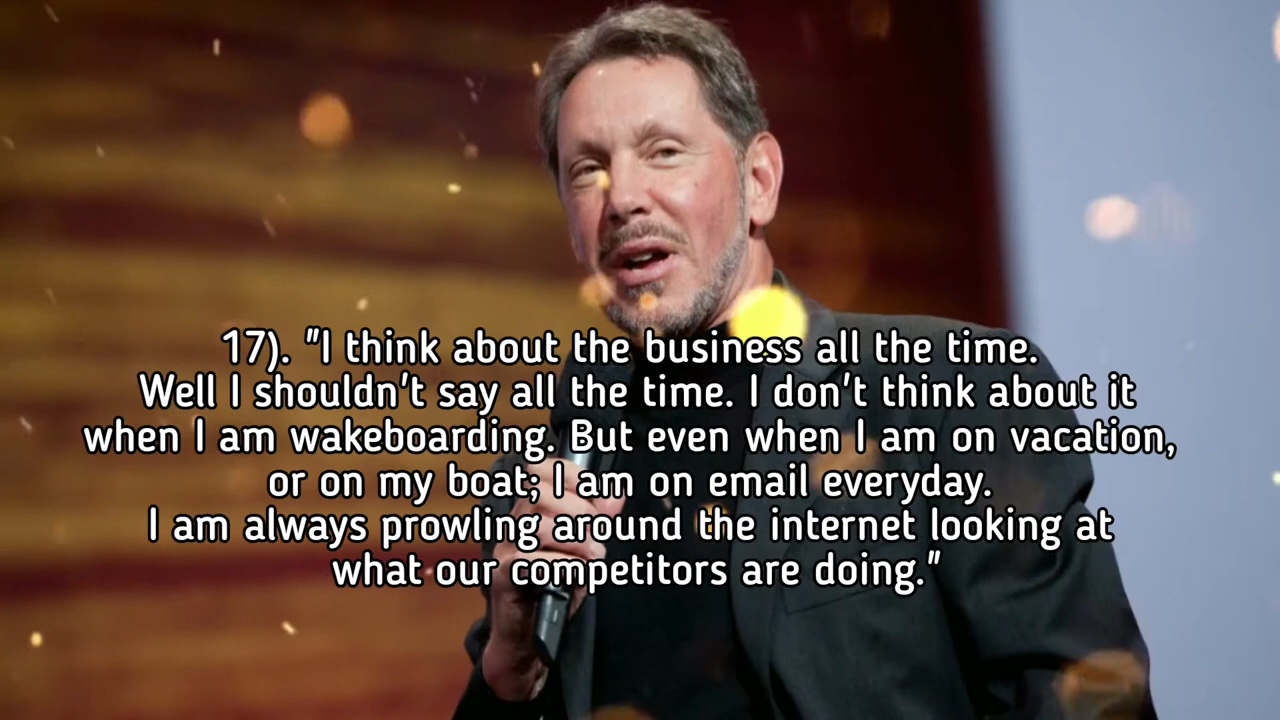 17). "I think about the business all the time.
Well I shouldn't say all the time. I don't think about it
when I am wakeboarding. But even when I am on vacation,
or on my boat; I am on email everyday.
I am always prowling around the internet looking at
what our competitors are doing."